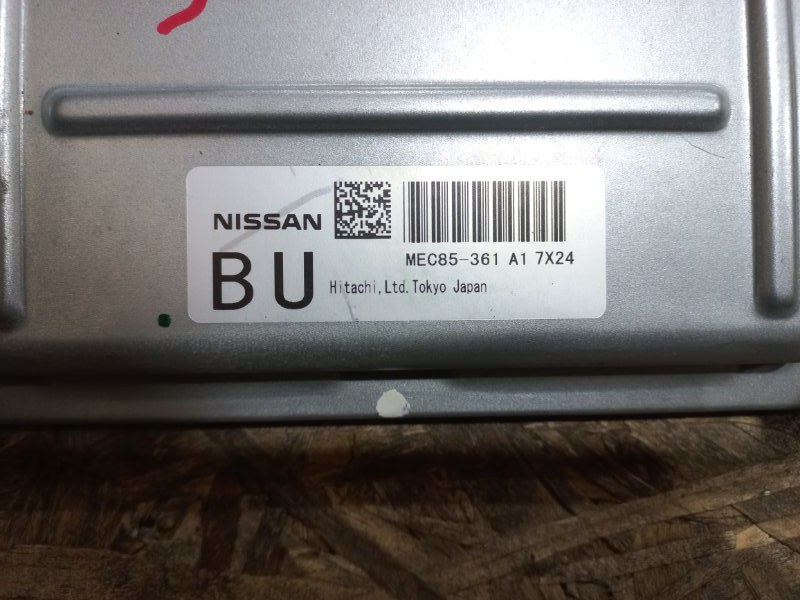 NISSAN
MEC85-361 A1 7X24
BU
Hitachi,Ltd.Tokyo Japan